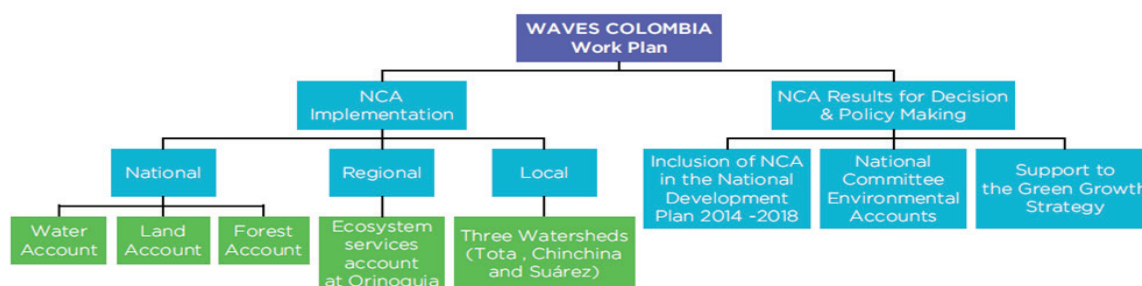 WAVES COLOMBIA
Work Plan
NCA
Implementation
NCA Results for Decision
& Policy Making
National
Regional
Local
Inclusion of NCA
in the National
Development
Plan 2014 -2018
National
Committee
Environmental
Accounts
Support to
the Green Growth
Strategy
Water
Account
Land
Account
Forest
Account
Ecosystem
services
account
at Orinoquia
Three Watersheds
(Tota , Chinchina
and Suárez)